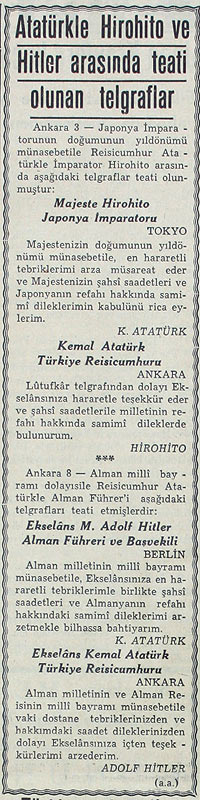 Atatürkle Hirohito ve
Hitler arasında teati
olunan telgraflar
Ankara 3 — Japonya İmpara -
torunun doğumunun yıldönümü
münasebetile Reisicumhur Ata -
türkle İmparator Hirohito arasın-
da aşağıdaki telgraflar teati olun-
muştur:
Majeste Hirohito
Japonya İmparatoru
TOKYO
Majestenizin doğumunun yıldö-
nümü münasebetile, en hararetli
tebriklerimi arza müsareat eder
ve Majestenizin şahsî saadetleri ve
Japonyanın refahı hakkında sami-
mî dileklerimin kabulünü rica ey-
lerim.
K. ATATÜRK
Kemal Atatürk
Türkiye Reisicumhuru
ANKARA
Lûtufkâr telgrafından dolayı Ek-
selânsınıza hararetle teşekkür eder
ve şahsî saadetlerile milletinin re-
fahı hakkında samimî dileklerde
bulunurum.
HİROHİTO
***
Ankara 8 — Alman millî bay -
ramı dolayısile Reisicumhur Ata-
türkle Alman Führer'i aşağıdaki
telgrafları teati etmişlerdir:
Ekselâns M. Adolf Hitler
Alman Führeri ve Başvekili
BERLİN
Alman milletinin millî bayramı
münasebetile, Ekselânsınıza en ha-
raretli tebriklerimle birlikte şahsî
saadetleri ve Almanyanın refahı
hakkındaki samimî dileklerimi ar-
zetmekle bilhassa bahtiyarım.
K. ATATÜRK
Ekselâns Kemal Atatürk
Türkiye Reisicumhuru
ANKARA
Alman milletinin ve Alman Re-
isinin millî bayramı münasebetile
vaki dostane tebriklerinizden ve
hakkımdaki saadet dileklerinizden
dolayı Ekselânsınıza içten teşek -
kürlerimi arzederim.
ADOLF HİTLER
(a.a.)